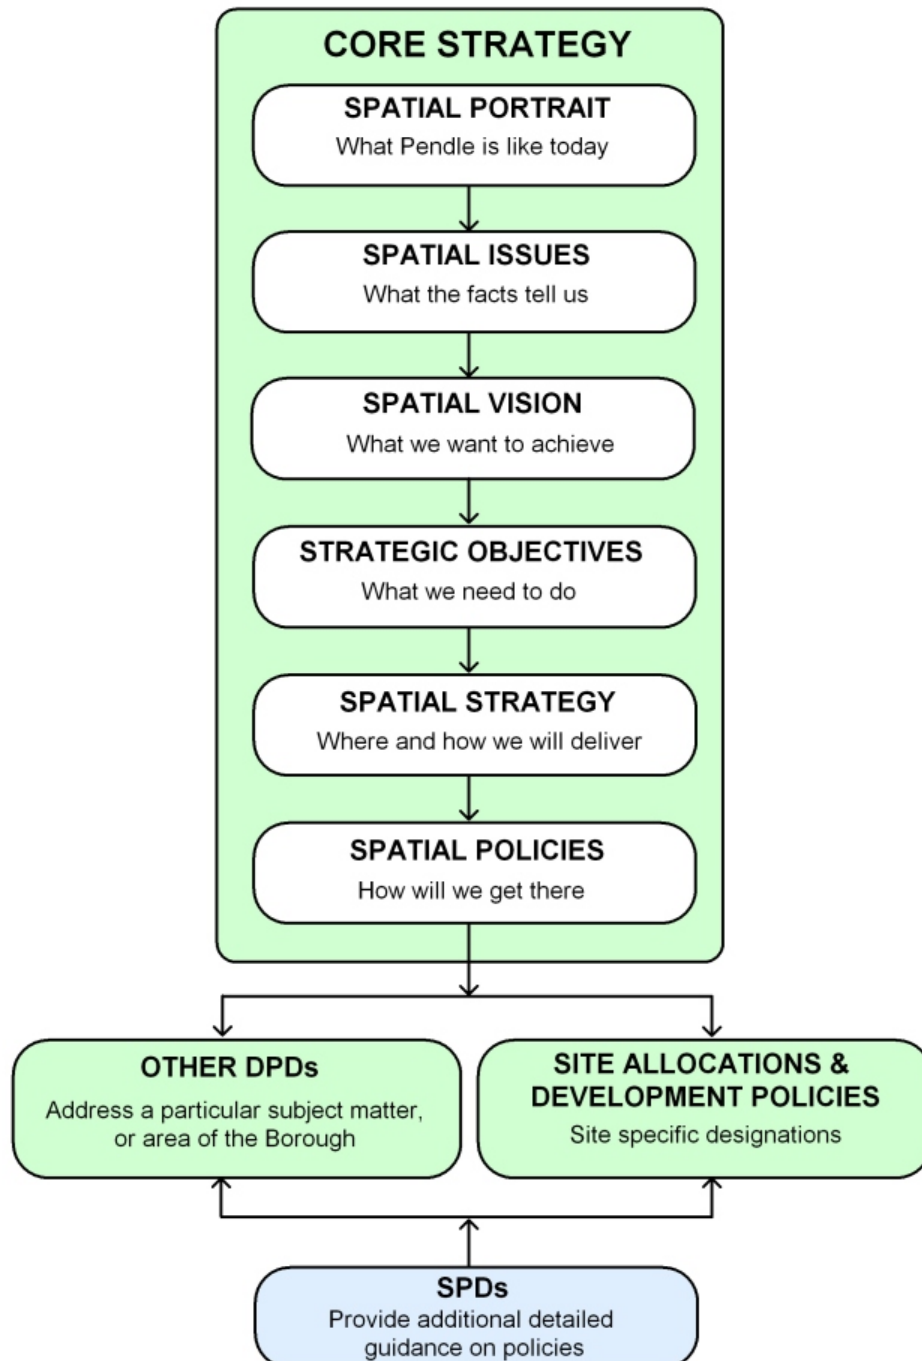 CORE STRATEGY
SPATIAL PORTRAIT
What Pendle is like today
SPATIAL ISSUES
What the facts tell us
SPATIAL VISION
What we want to achieve
STRATEGIC OBJECTIVES
What we need to do
SPATIAL STRATEGY
Where and how we will deliver
SPATIAL POLICIES
How will we get there
OTHER DPDs
Address a particular subject matter,
or area of the Borough
SITE ALLOCATIONS &
DEVELOPMENT POLICIES
Site specific designations
SPDs
Provide additional detailed
guidance on policies